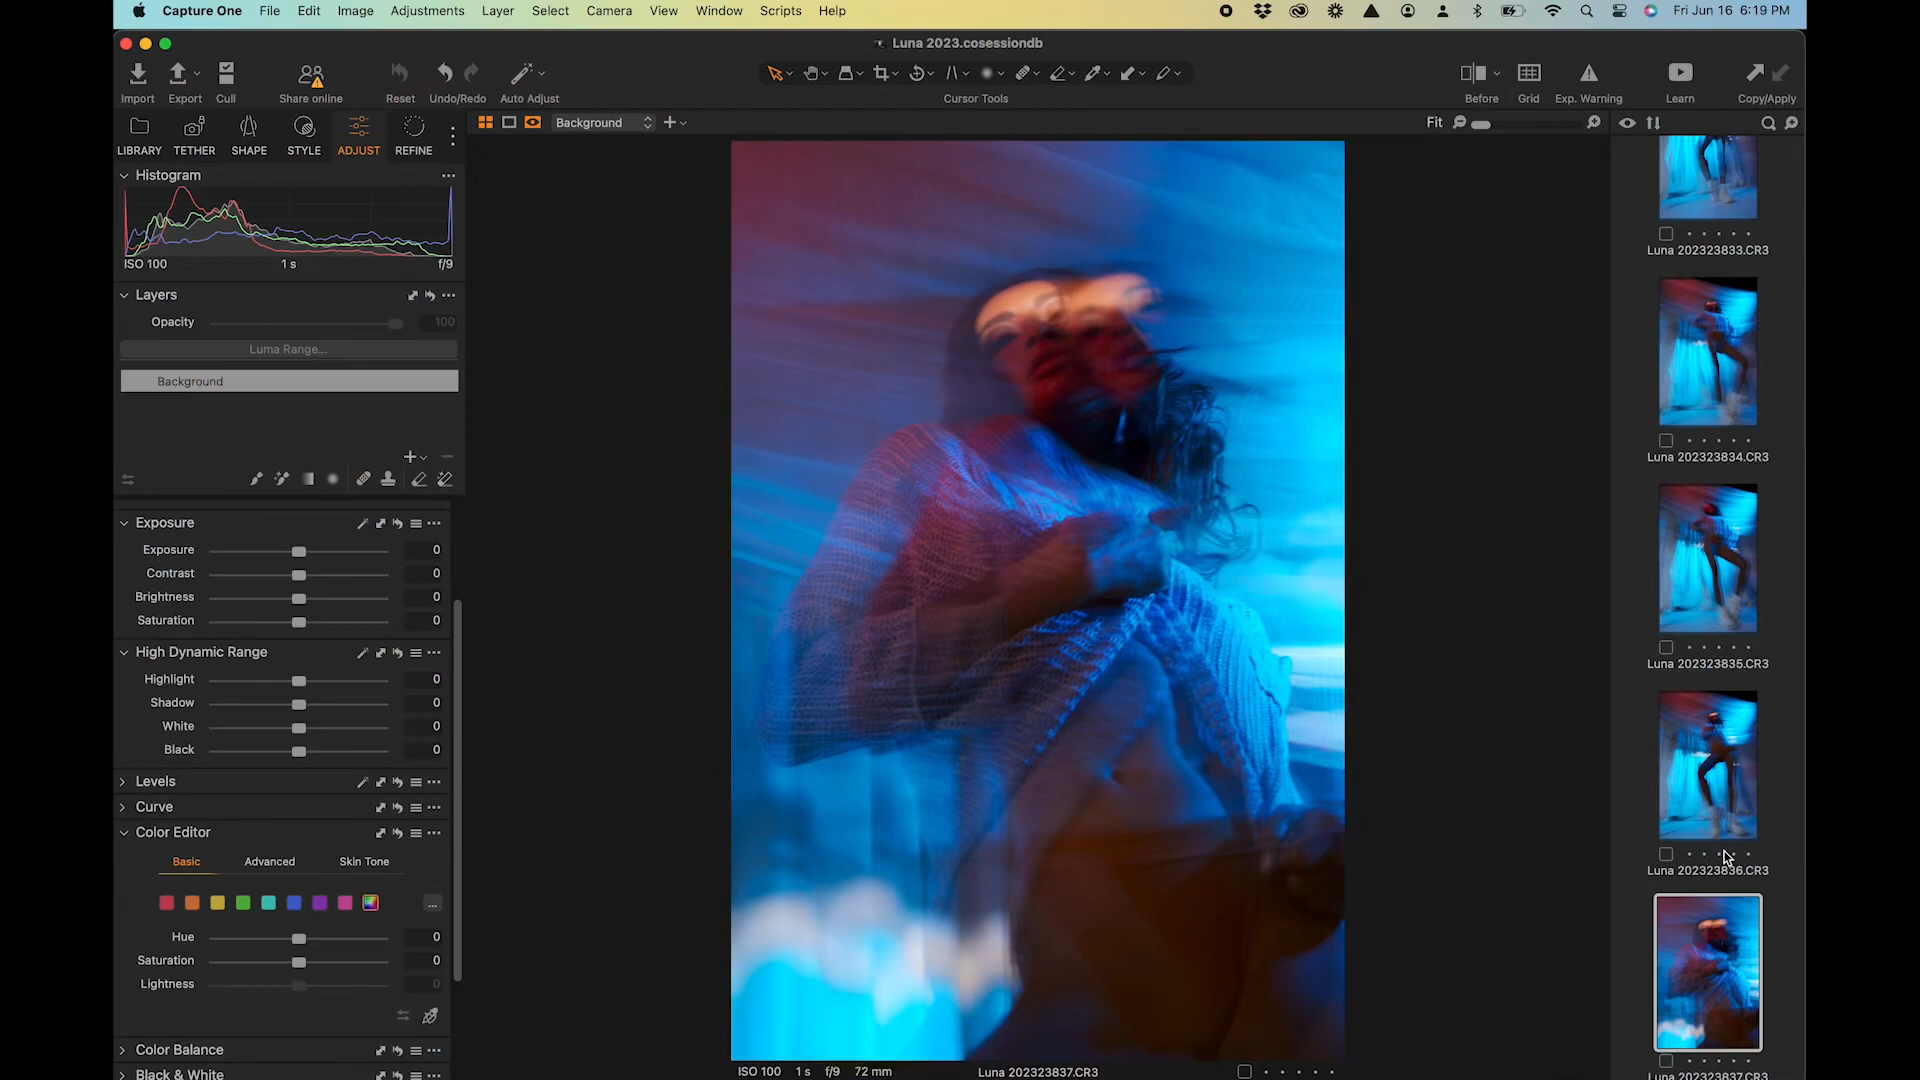 Capture One File Edit Image Adjustments Layer Select Camera View Window Scripts Help Fri Jun 16 6:19 PM
Luna 2023.cosessiondb
Import Export Cull Share online Reset Undo/Redo Auto Adjust Cursor Tools Before Grid Exp. Warning Learn Copy/Apply
LIBRARY TETHER SHAPE STYLE ADJUST REFINE
Background
Fit
Histogram
ISO 100 1 s f/9
Layers
Opacity 100
Luma Range...
Background
Exposure
Exposure 0
Contrast 0
Brightness 0
Saturation 0
High Dynamic Range
Highlight 0
Shadow 0
White 0
Black 0
Levels
Curve
Color Editor
Basic Advanced Skin Tone
Hue 0
Saturation 0
Lightness 0
Color Balance
Black & White
ISO 100 1 s f/9 72 mm Luna 202323837.CR3
Luna 202323833.CR3
Luna 202323834.CR3
Luna 202323835.CR3
Luna 202323836.CR3
Luna 202323837.CR3